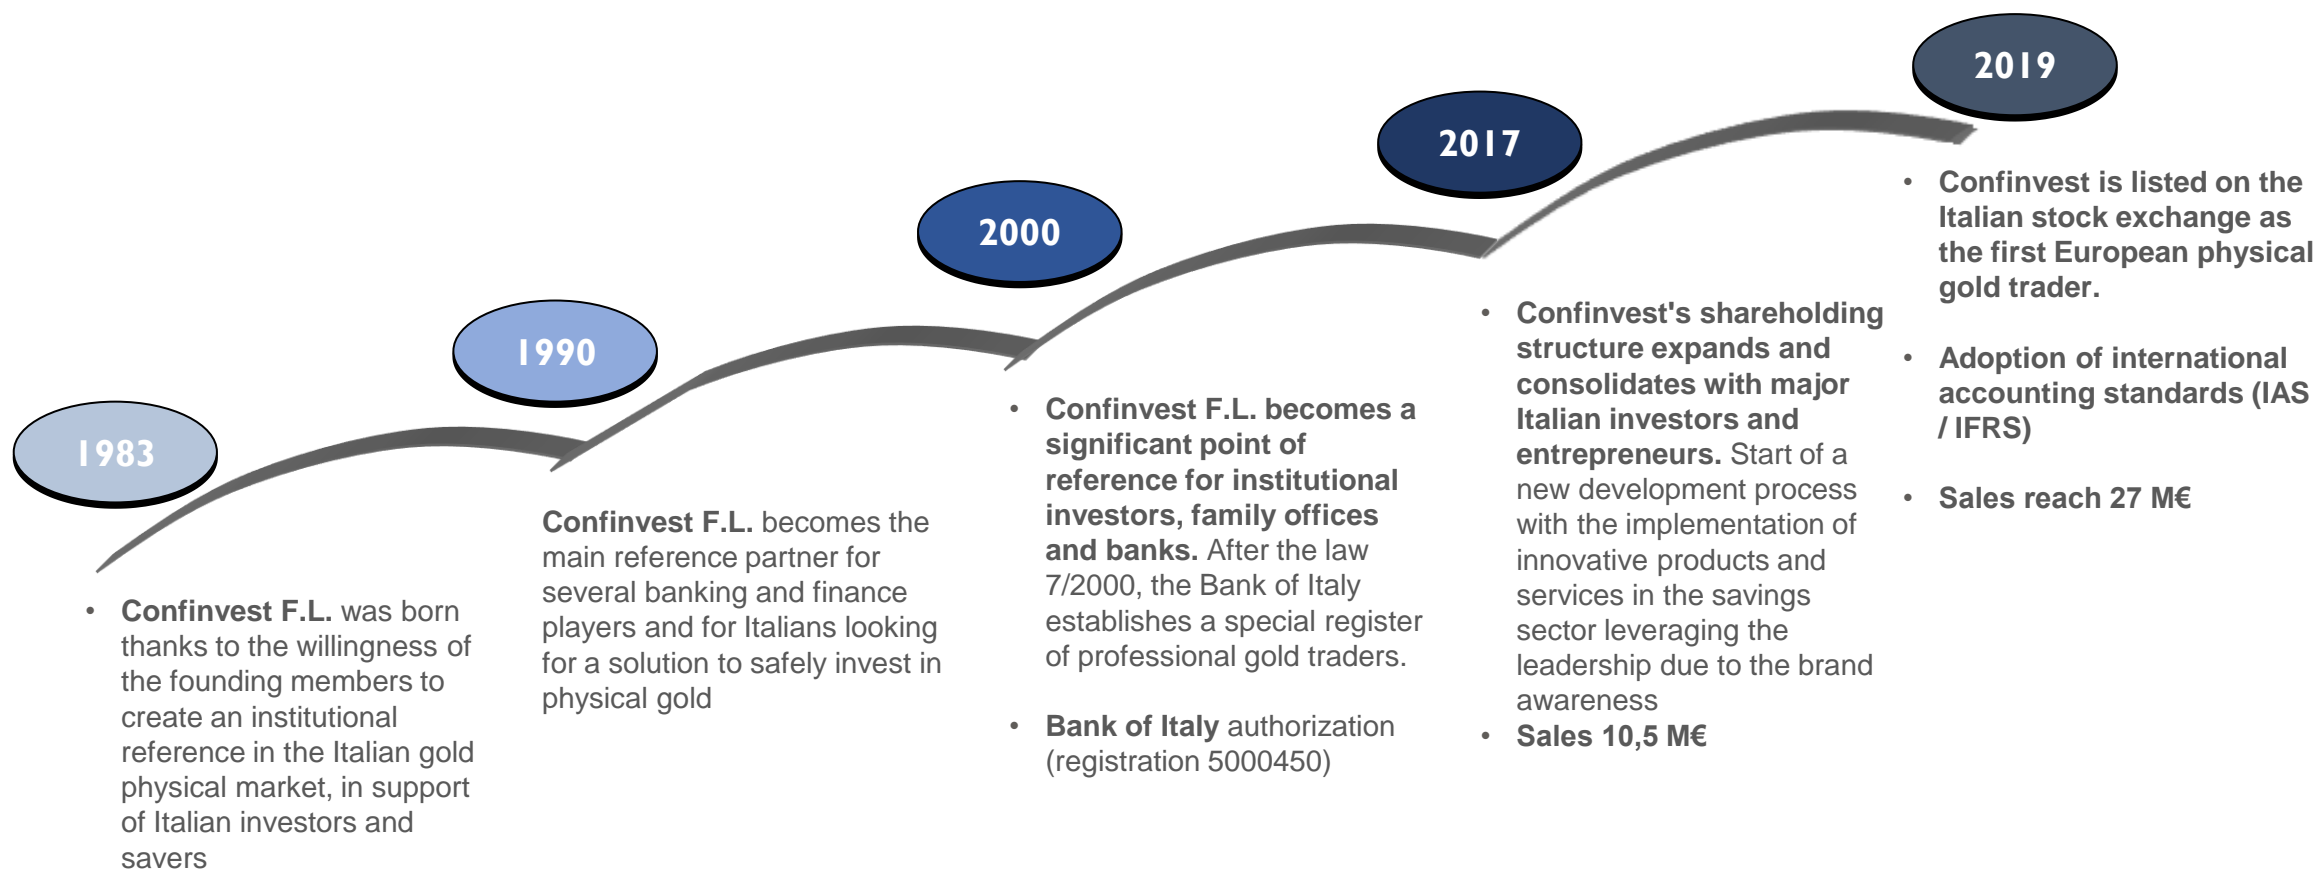 1983
• Confinvest F.L. was born
thanks to the willingness of
the founding members to
create an institutional
reference in the Italian gold
physical market, in support
of Italian investors and
savers
1990
Confinvest F.L. becomes the
main reference partner for
several banking and finance
players and for Italians looking
for a solution to safely invest in
physical gold
2000
• Confinvest F.L. becomes a
significant point of
reference for institutional
investors, family offices
and banks. After the law
7/2000, the Bank of Italy
establishes a special register
of professional gold traders.
• Bank of Italy authorization
(registration 5000450)
2017
• Confinvest's shareholding
structure expands and
consolidates with major
Italian investors and
entrepreneurs. Start of a
new development process
with the implementation of
innovative products and
services in the savings
sector leveraging the
leadership due to the brand
awareness
• Sales 10,5 M€
2019
• Confinvest is listed on the
Italian stock exchange as
the first European physical
gold trader.
• Adoption of international
accounting standards (IAS
/ IFRS)
• Sales reach 27 M€